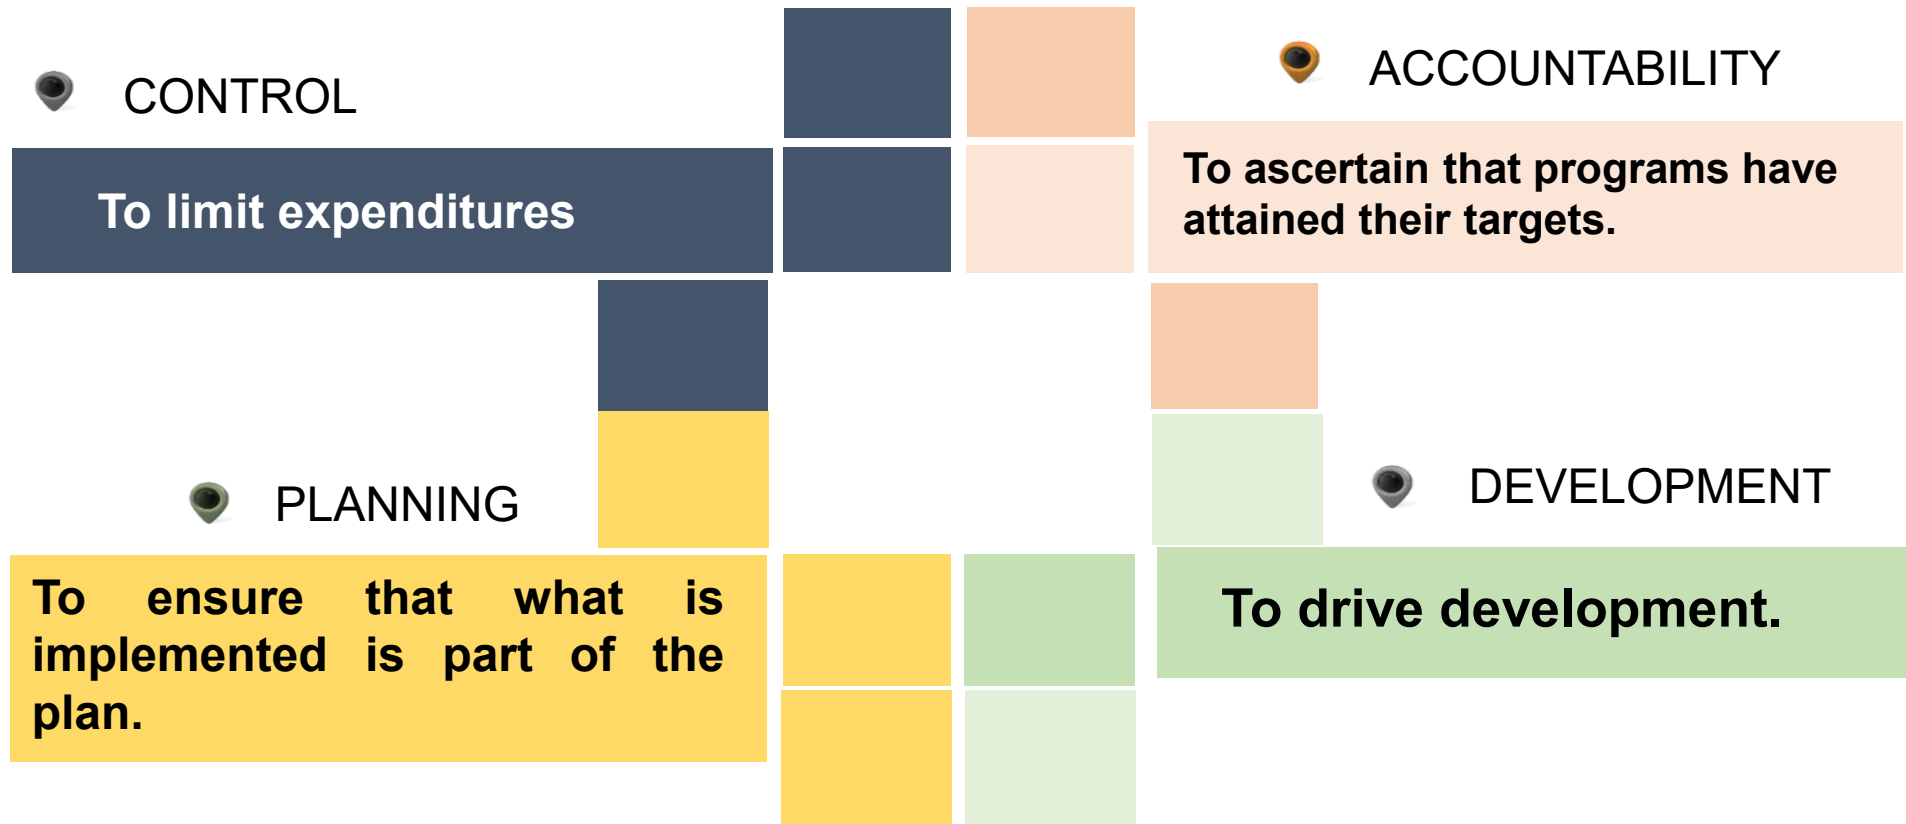 CONTROL
To limit expenditures
ACCOUNTABILITY
To ascertain that programs have
attained their targets.
PLANNING
To ensure that what is
implemented is part of the
plan.
DEVELOPMENT
To drive development.